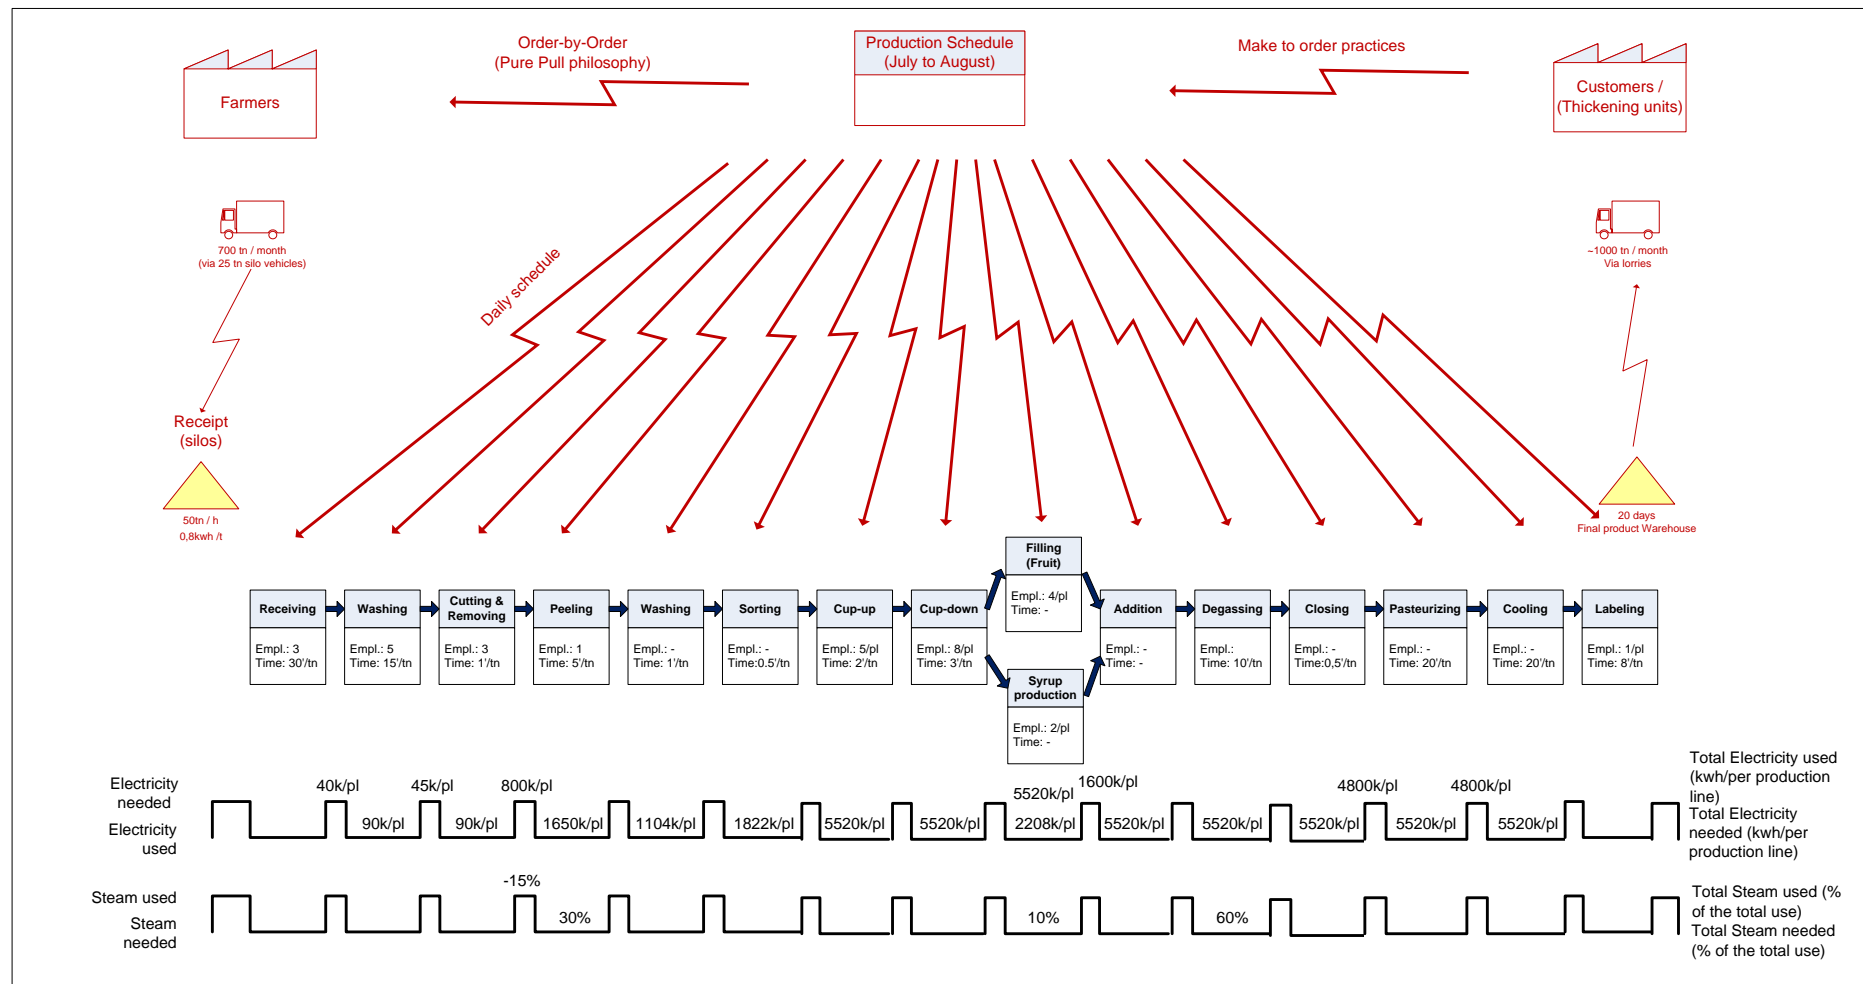 Order-by-Order
(Pure Pull philosophy)
Production Schedule
(July to August)
Make to order practices
Farmers
Customers /
(Thickening units)
700 tn / month
(via 25 tn silo vehicles)
~1000 tn / month
Via lorries
Daily schedule
Receipt
(silos)
50tn / h
0,8kwh /t
20 days
Final product Warehouse
Receiving
Empl.: 3
Time: 30'/tn
Washing
Empl.: 5
Time: 15'/tn
Cutting &
Removing
Empl.: 3
Time: 1'/tn
Peeling
Empl.: 1
Time: 5'/tn
Washing
Empl.: -
Time: 1'/tn
Sorting
Empl.: -
Time:0.5'/tn
Cup-up
Empl.: 5/pl
Time: 2'/tn
Cup-down
Empl.: 8/pl
Time: 3'/tn
Filling
(Fruit)
Empl.: 4/pl
Time: -
Syrup
production
Empl.: 2/pl
Time: -
Addition
Empl.: -
Time: -
Degassing
Empl.:
Time: 10'/tn
Closing
Empl.: -
Time:0,5'/tn
Pasteurizing
Empl.: -
Time: 20'/tn
Cooling
Empl.: -
Time: 20'/tn
Labeling
Empl.: 1/pl
Time: 8'/tn
Electricity
needed
40k/pl 45k/pl 800k/pl 5520k/pl 1600k/pl 4800k/pl 4800k/pl
Electricity
used
90k/pl 90k/pl 1650k/pl 1104k/pl 1822k/pl 5520k/pl 5520k/pl 2208k/pl 5520k/pl 5520k/pl 5520k/pl 5520k/pl 5520k/pl
Total Electricity used
(kwh/per production
line)
Total Electricity
needed (kwh/per
production line)
Steam used
-15%
Steam
needed
30% 10% 60%
Total Steam used (%
of the total use)
Total Steam needed
(% of the total use)